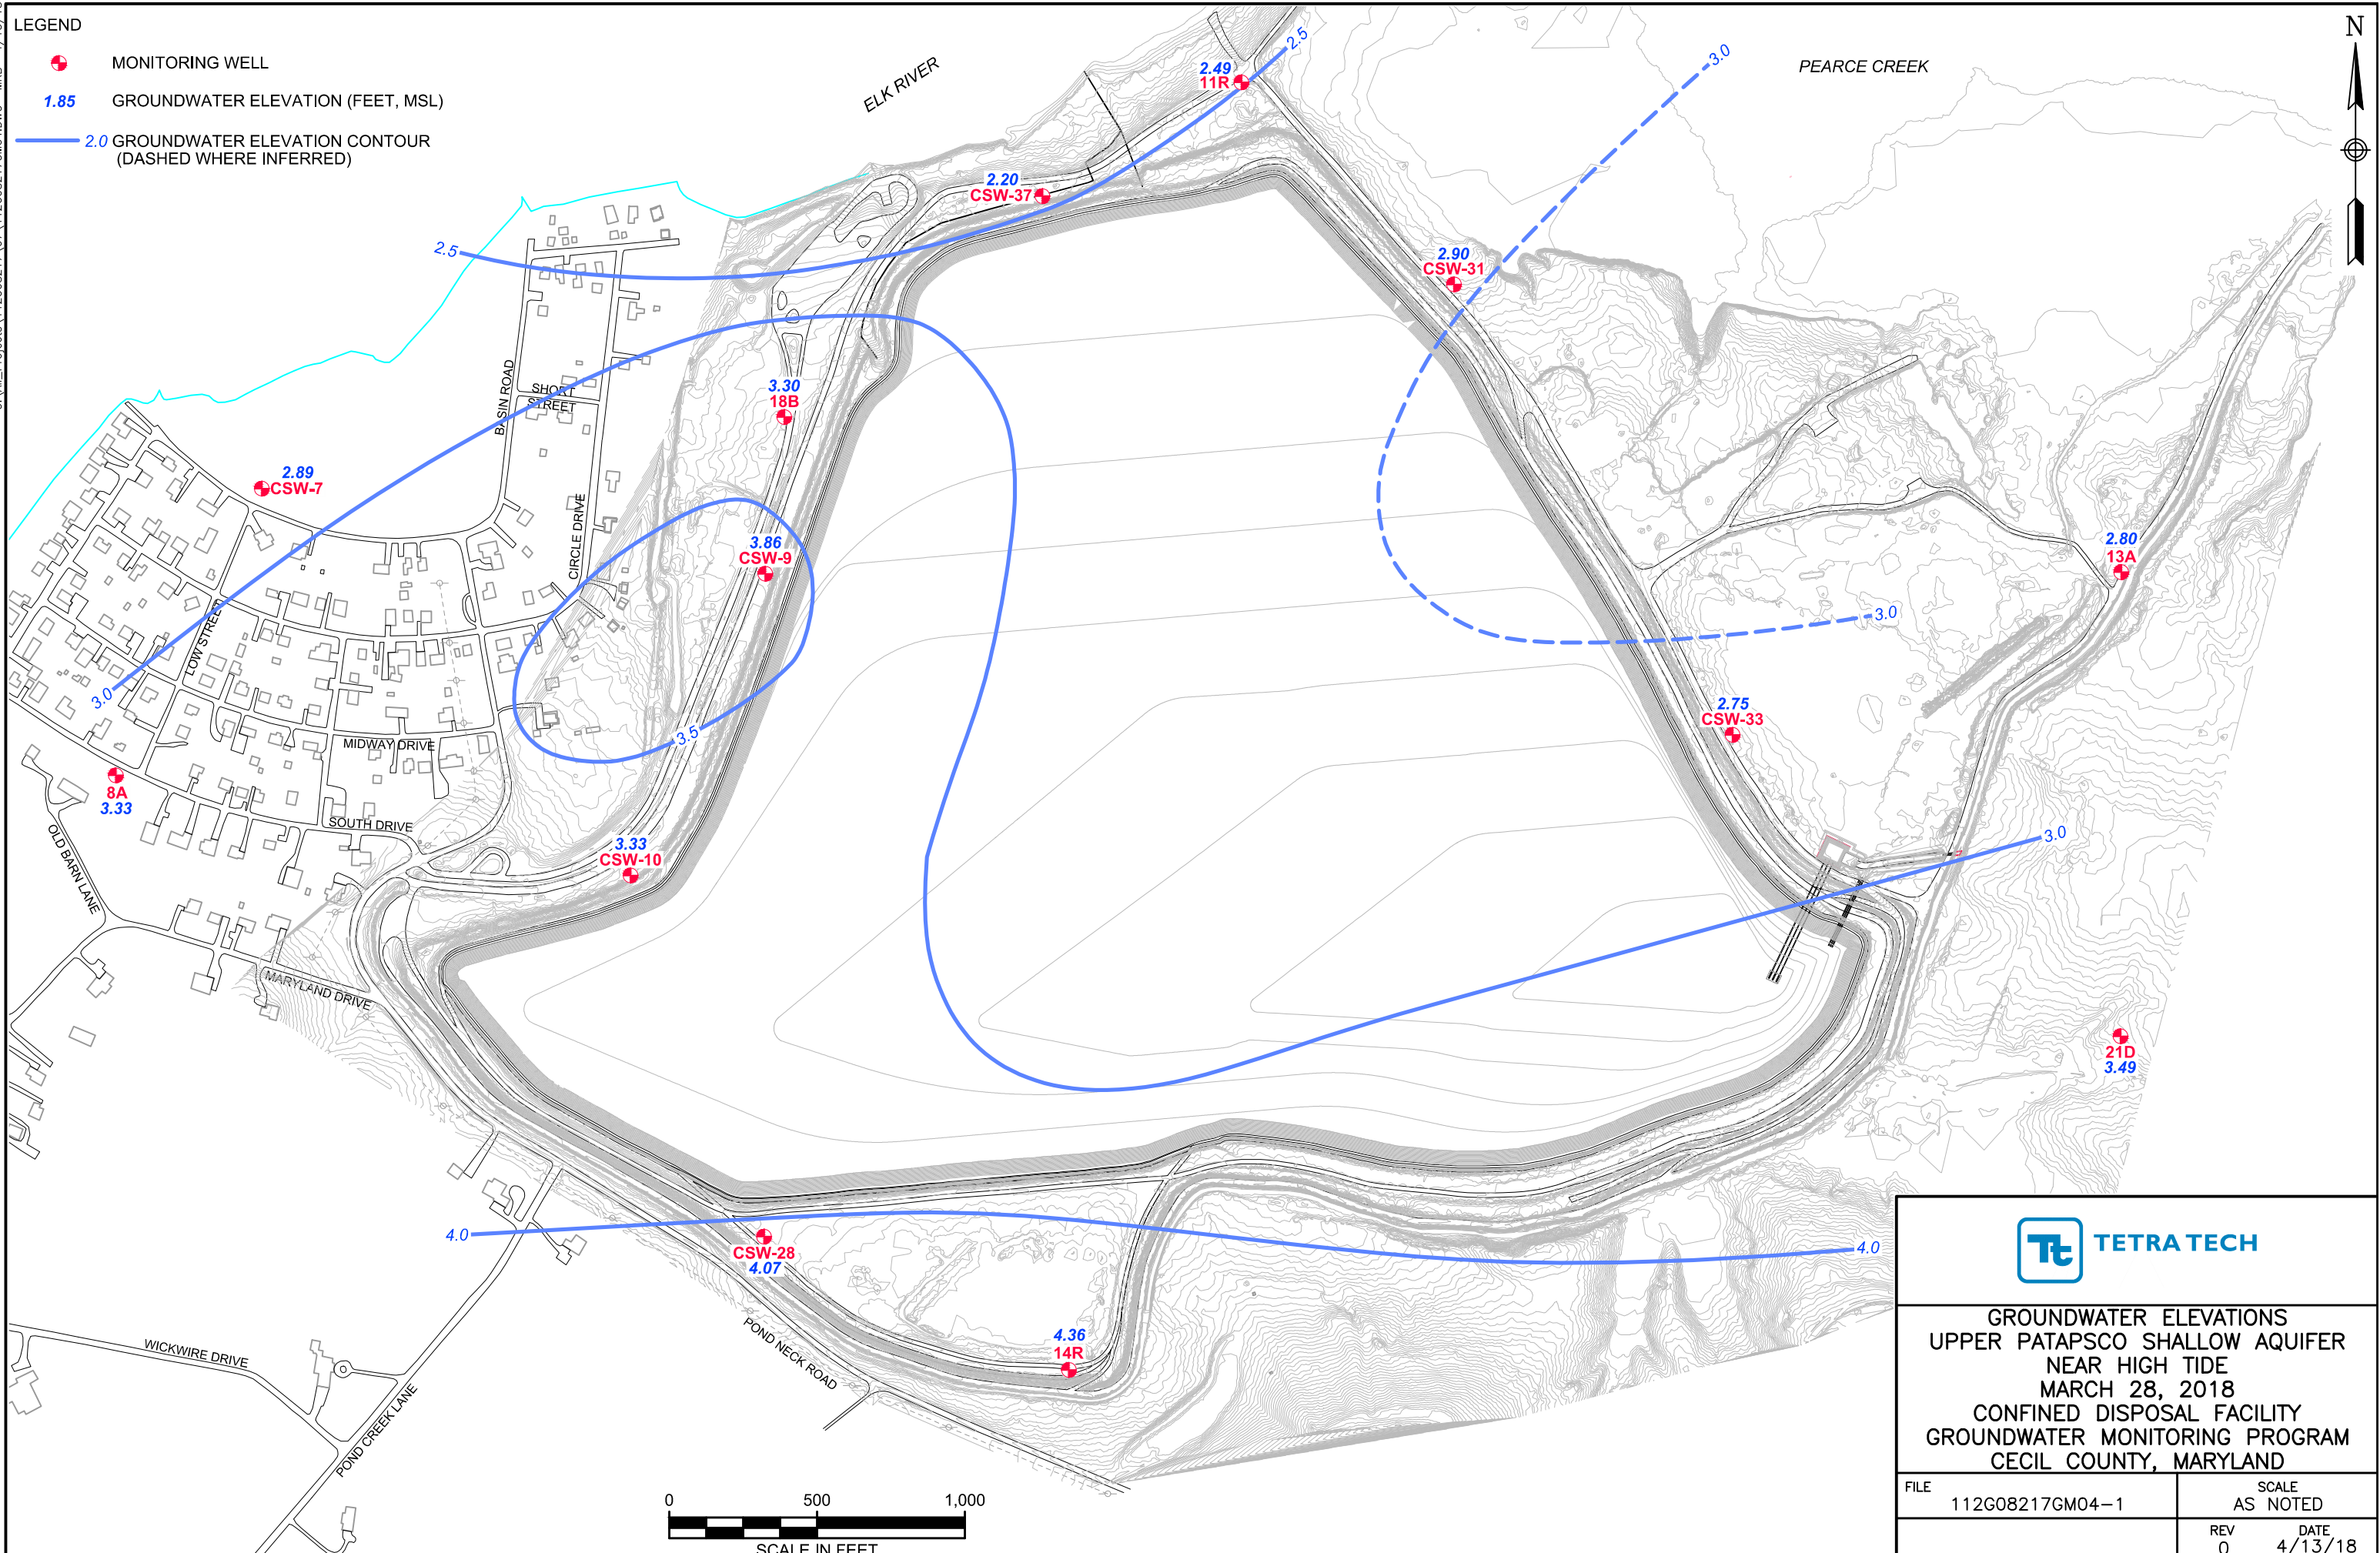 LEGEND
MONITORING WELL
1.85 GROUNDWATER ELEVATION (FEET, MSL)
2.0 GROUNDWATER ELEVATION CONTOUR
(DASHED WHERE INFERRED)
N
ELK RIVER
PEARCE CREEK
2.5
3.0
2.49
11R
2.20
CSW-37
2.5
2.90
CSW-31
BASIN ROAD
SHORT
STREET
3.30
18B
2.89
CSW-7
CIRCLE DRIVE
3.86
CSW-9
2.80
13A
3.0
LOW STREET
3.0
2.75
CSW-33
3.5
MIDWAY DRIVE
8A
3.33
SOUTH DRIVE
3.0
OLD BARN LANE
3.33
CSW-10
MARYLAND DRIVE
21D
3.49
4.0
CSW-28
4.07
4.0
4.36
14R
POND NECK ROAD
WICKWIRE DRIVE
POND CREEK LANE
0 500 1,000
SCALE IN FEET
Tt TETRA TECH
GROUNDWATER ELEVATIONS
UPPER PATAPSCO SHALLOW AQUIFER
NEAR HIGH TIDE
MARCH 28, 2018
CONFINED DISPOSAL FACILITY
GROUNDWATER MONITORING PROGRAM
CECIL COUNTY, MARYLAND
FILE
112G08217GM04-1
SCALE
AS NOTED
REV
0
DATE
4/13/18